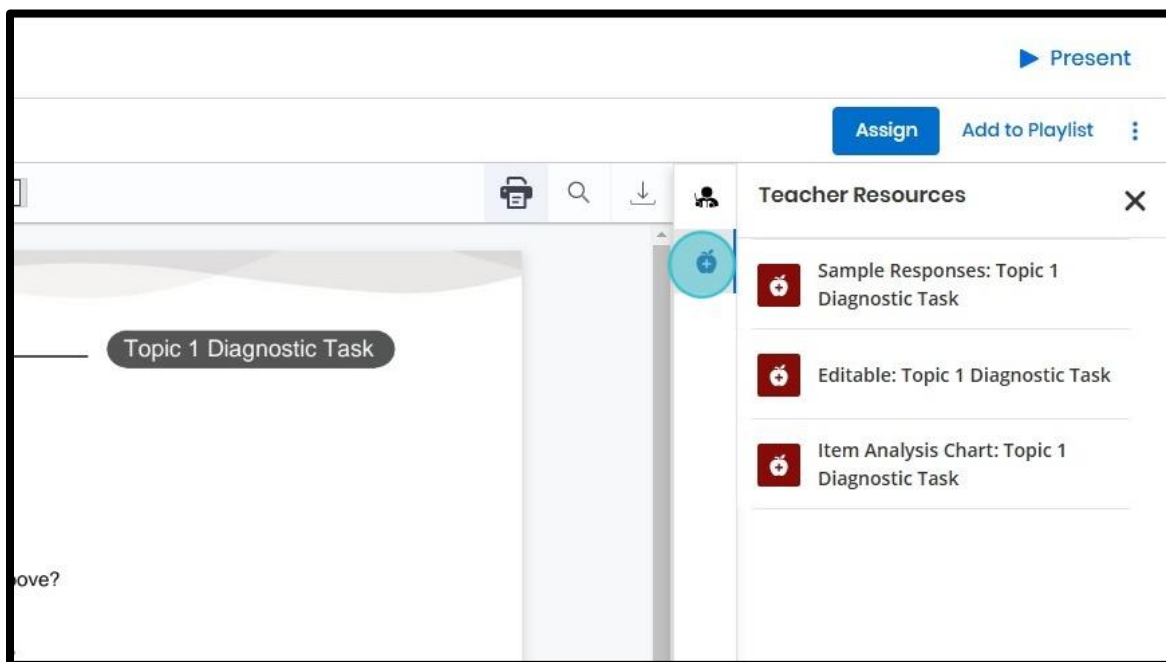 Present
Assign
Add to Playlist
Teacher Resources
Sample Responses: Topic 1
Diagnostic Task
Topic 1 Diagnostic Task
Editable: Topic 1 Diagnostic Task
Item Analysis Chart: Topic 1
Diagnostic Task